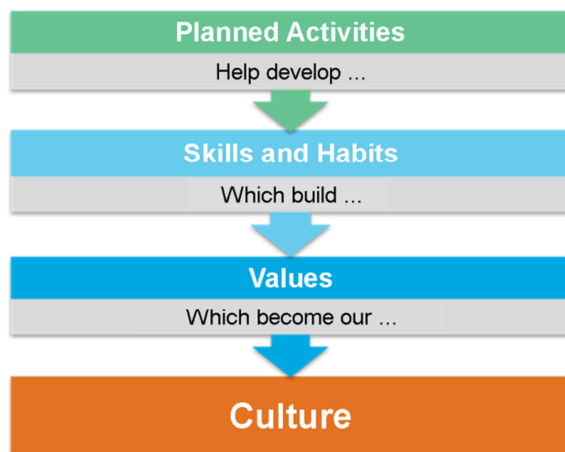 Planned Activities
Help develop ...
Skills and Habits
Which build ...
Values
Which become our ...
Culture